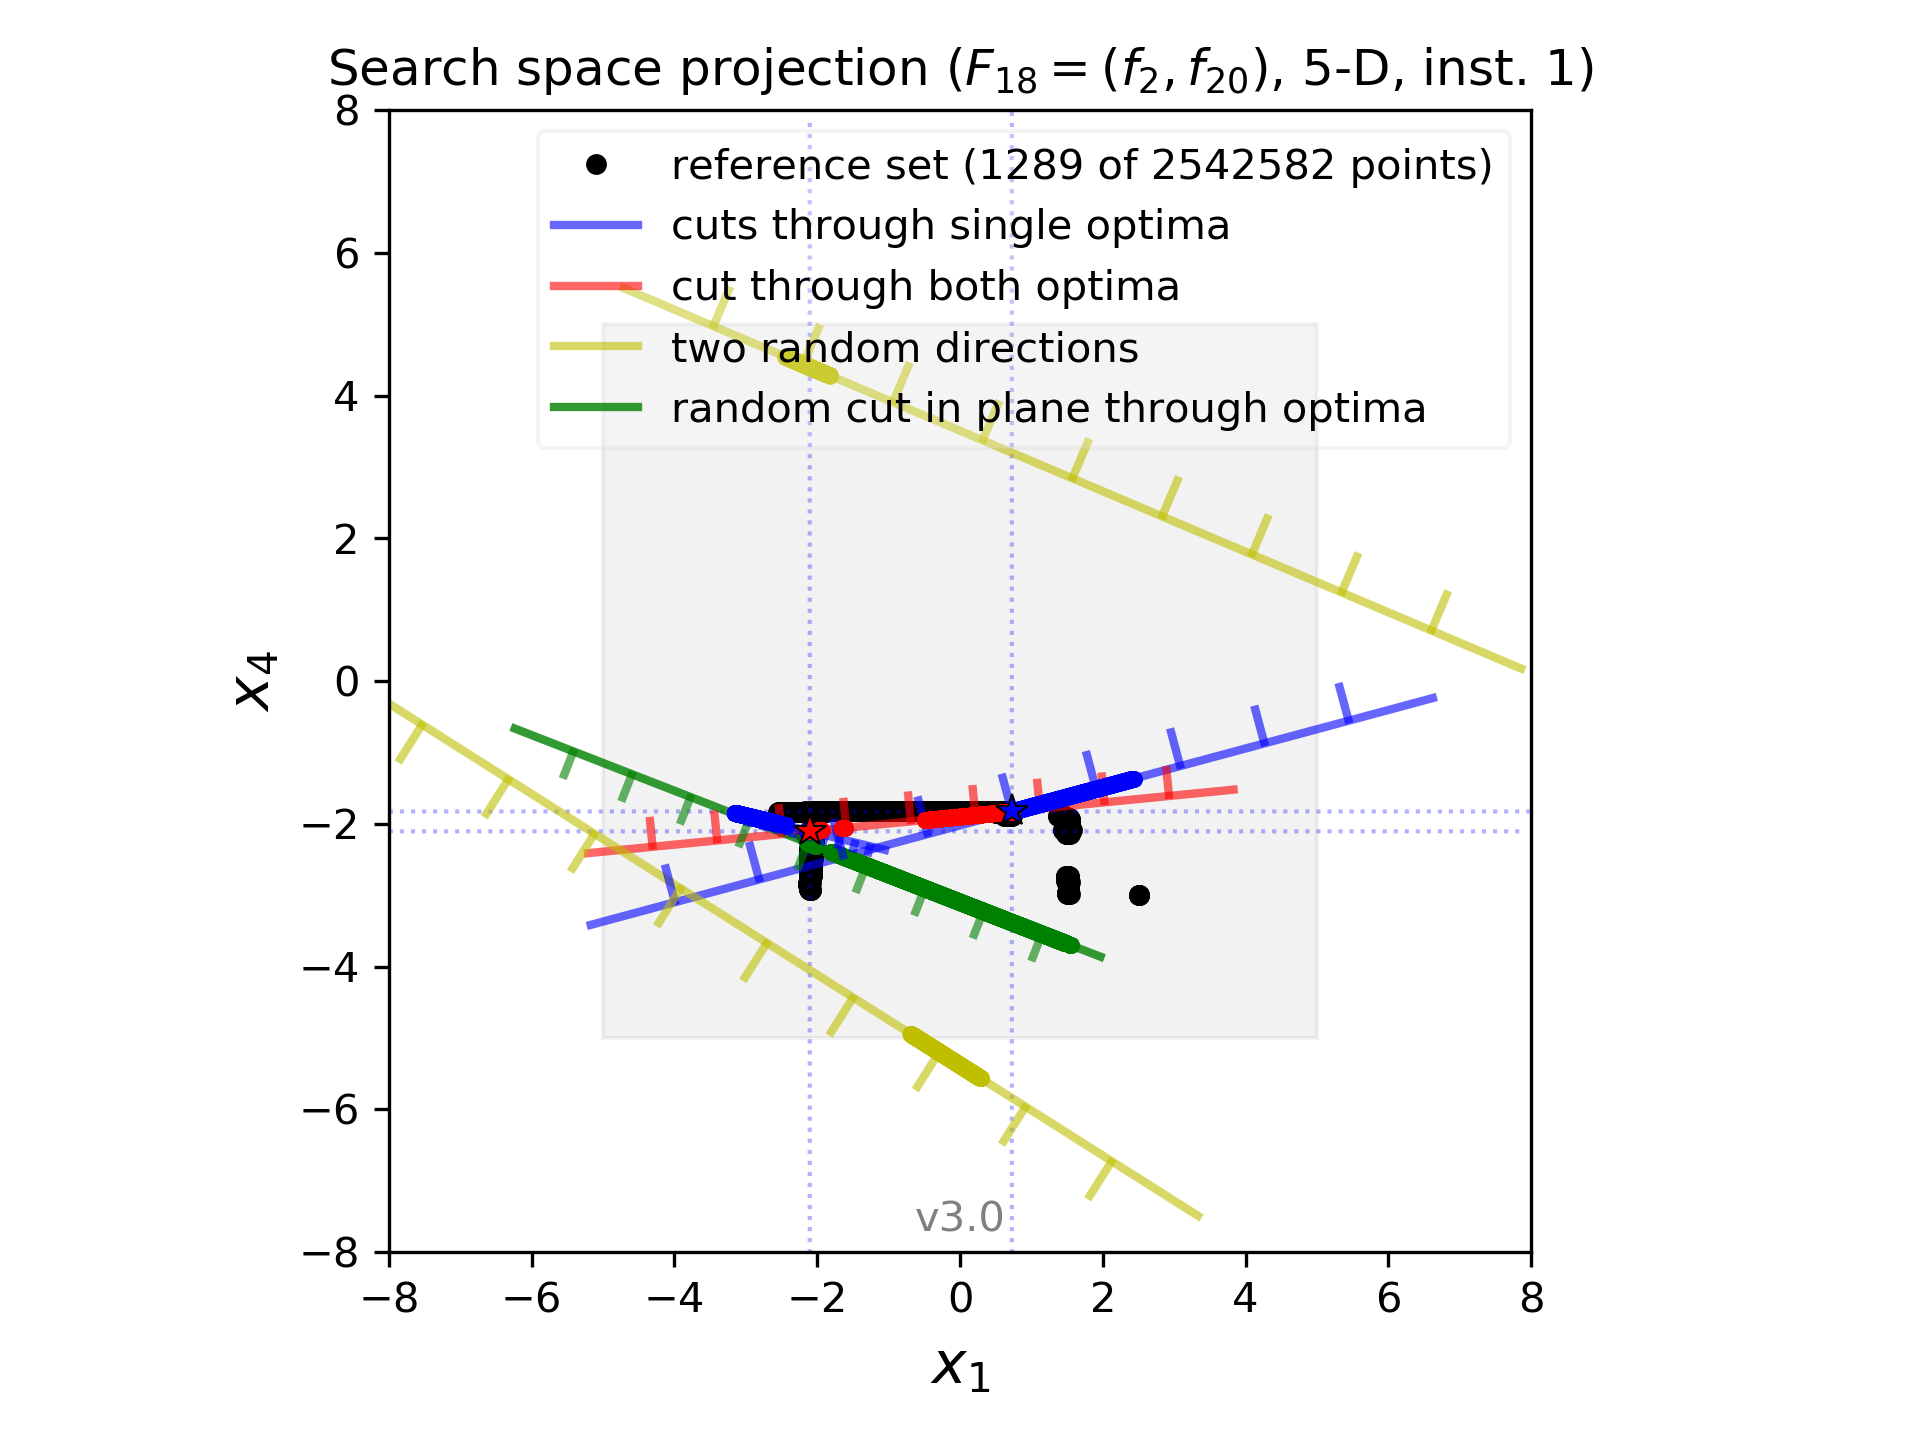 Search space projection (F₁₈ = (f₂, f₂₀), 5-D, inst. 1)
reference set (1289 of 2542582 points)
cuts through single optima
cut through both optima
two random directions
random cut in plane through optima
8
6
4
2
0
−2
−4
−6
−8
x₄
v3.0
−8 −6 −4 −2 0 2 4 6 8
x₁